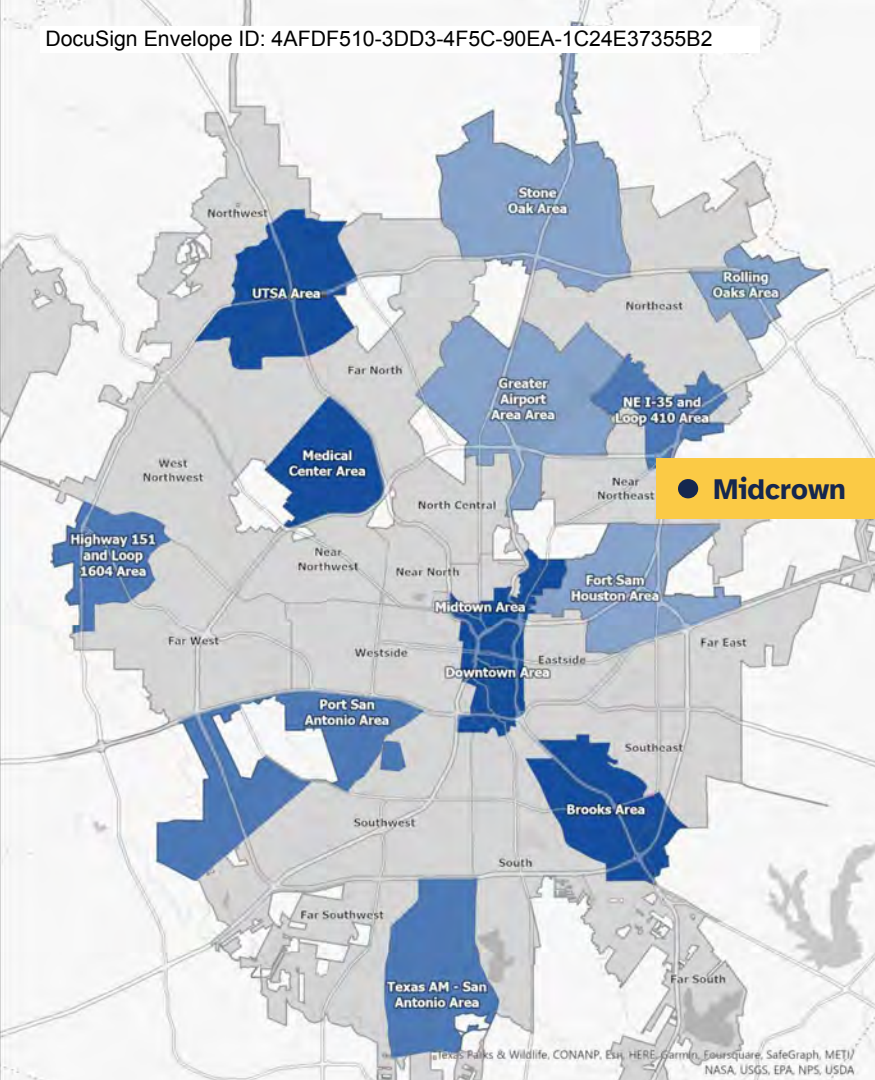 DocuSign Envelope ID: 4AFDF510-3DD3-4F5C-90EA-1C24E37355B2
Stone
Oak Area
Northwest
Rolling
Oaks Area
UTSA Area
Northeast
Far North
Greater
Airport
Area Area
NE I-35 and
Loop 410 Area
Medical
Center Area
West
Northwest
Near
Northeast
Midcrown
North Central
Highway 151
and Loop
1604 Area
Near
Northwest
Near North
Fort Sam
Houston Area
Midtown Area
Far West
Far East
Westside
Eastside
Downtown Area
Port San
Antonio Area
Southeast
Brooks Area
Southwest
South
Far Southwest
Far South
Texas AM - San
Antonio Area
Texas Parks & Wildlife, CONANP, Esri, HERE, Garmin, Foursquare, SafeGraph, METI/
NASA, USGS, EPA, NPS, USDA